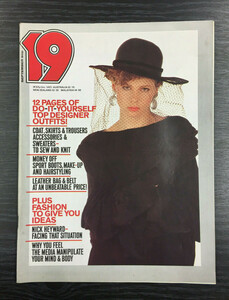 19
12 PAGES OF
DO-IT-YOURSELF
TOP DESIGNER
OUTFITS!
COAT, SKIRTS & TROUSERS
ACCESSORIES &
SWEATERS–
TO SEW AND KNIT
MONEY OFF
SPORT BOOTS, MAKE-UP
AND HAIRSTYLING
LEATHER BAG & BELT
AT AN UNBEATABLE PRICE!
PLUS
FASHION
TO GIVE YOU
IDEAS
NICK HEYWARD–
FACING THAT SITUATION
WHY YOU FEEL
THE MEDIA MANIPULATE
YOUR MIND & BODY